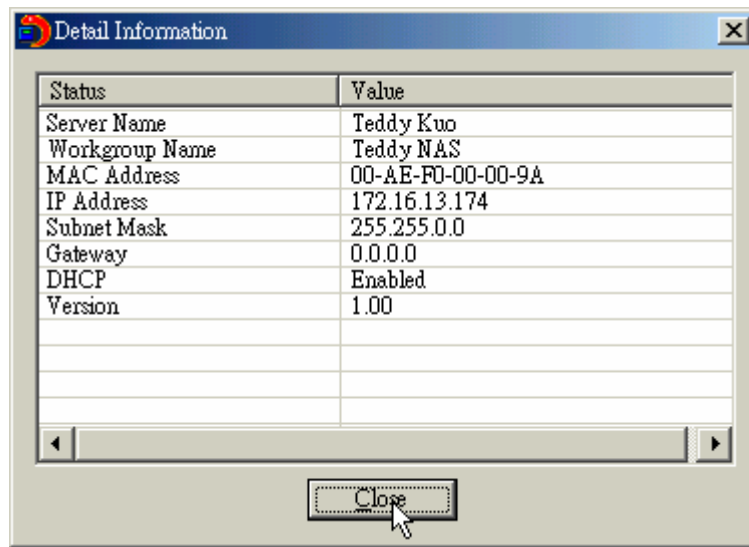 Detail Information
Status Value
Server Name Teddy Kuo
Workgroup Name Teddy NAS
MAC Address 00-AE-F0-00-00-9A
IP Address 172.16.13.174
Subnet Mask 255.255.0.0
Gateway 0.0.0.0
DHCP Enabled
Version 1.00
Close